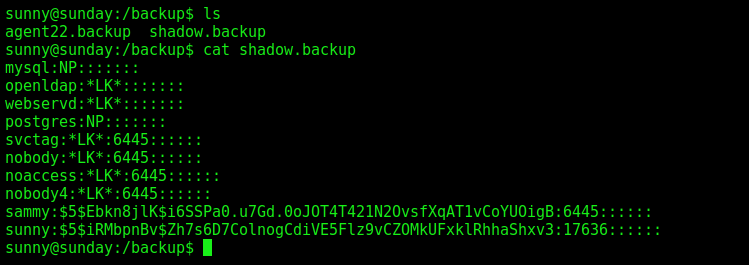 sunny@sunday:/backup$ ls
agent22.backup  shadow.backup
sunny@sunday:/backup$ cat shadow.backup
mysql:NP:::::::
openldap:*LK*:::::::
webservd:*LK*:::::::
postgres:NP:::::::
svctag:*LK*:6445::::::
nobody:*LK*:6445::::::
noaccess:*LK*:6445::::::
nobody4:*LK*:6445::::::
sammy:$5$Ebkn8jlK$i6SSPa0.u7Gd.0oJOT4T421N2OvsfXqAT1vCoYUOigB:6445::::::
sunny:$5$iRMbpnBv$Zh7s6D7ColnogCdiVE5Flz9vCZOMkUFxklRhhaShxv3:17636::::::
sunny@sunday:/backup$